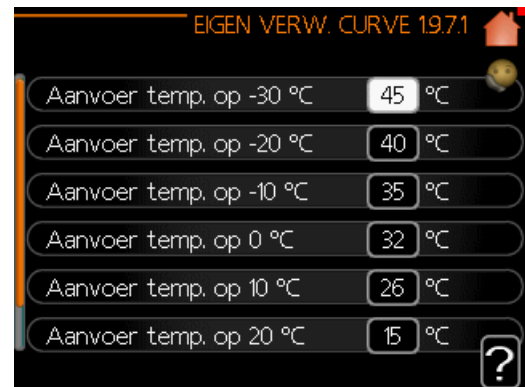 EIGEN VERW. CURVE 1.9.7.1
Aanvoer temp. op -30 °C 45 °C
Aanvoer temp. op -20 °C 40 °C
Aanvoer temp. op -10 °C 35 °C
Aanvoer temp. op 0 °C 32 °C
Aanvoer temp. op 10 °C 26 °C
Aanvoer temp. op 20 °C 15 °C
?